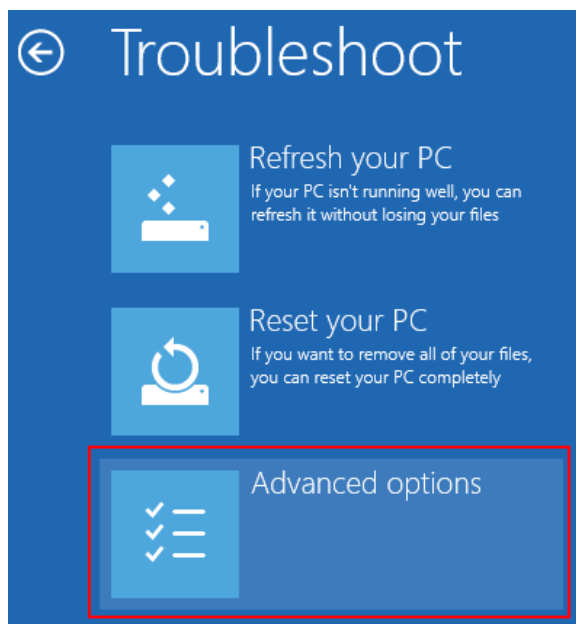 Troubleshoot
Refresh your PC
If your PC isn't running well, you can
refresh it without losing your files
Reset your PC
If you want to remove all of your files,
you can reset your PC completely
Advanced options